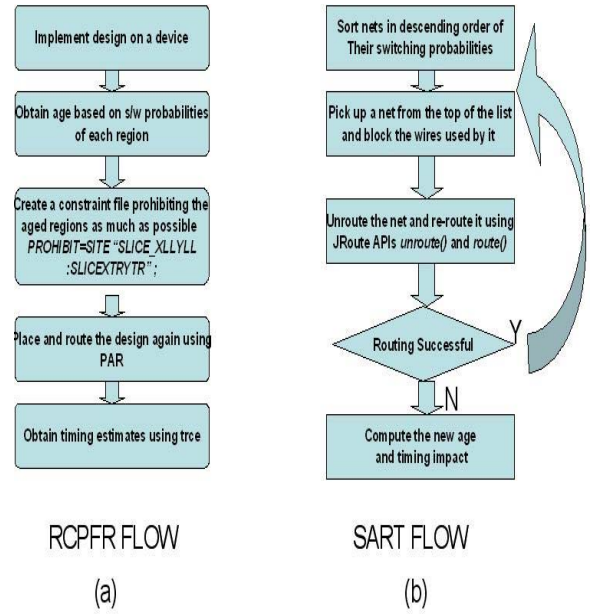 Implement design on a device
Obtain age based on s/w probabilities
of each region
Create a constraint file prohibiting the
aged regions as much as possible
PROHIBIT=SITE “SLICE_XLLYLL
:SLICEXTRYTR” ;
Place and route the design again using
PAR
Obtain timing estimates using trce
RCPFR FLOW
(a)
Sort nets in descending order of
Their switching probabilities
Pick up a net from the top of the list
and block the wires used by it
Unroute the net and re-route it using
JRoute APIs unroute() and route()
Routing Successful
Y
N
Compute the new age
and timing impact
SART FLOW
(b)